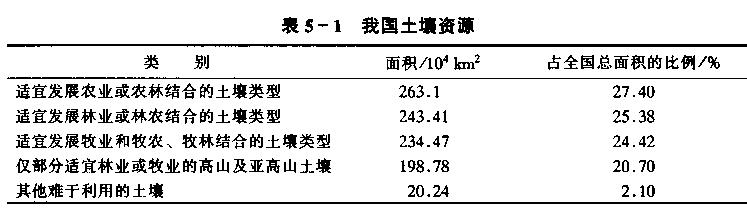 表 5-1 我国土壤资源
类 别 面积/10⁴ km² 占全国总面积的比例/%
适宜发展农业或农林结合的土壤类型 263.1 27.40
适宜发展林业或林农结合的土壤类型 243.41 25.38
适宜发展牧业和牧农、牧林结合的土壤类型 234.47 24.42
仅部分适宜林业或牧业的高山及亚高山土壤 198.78 20.70
其他难于利用的土壤 20.24 2.10